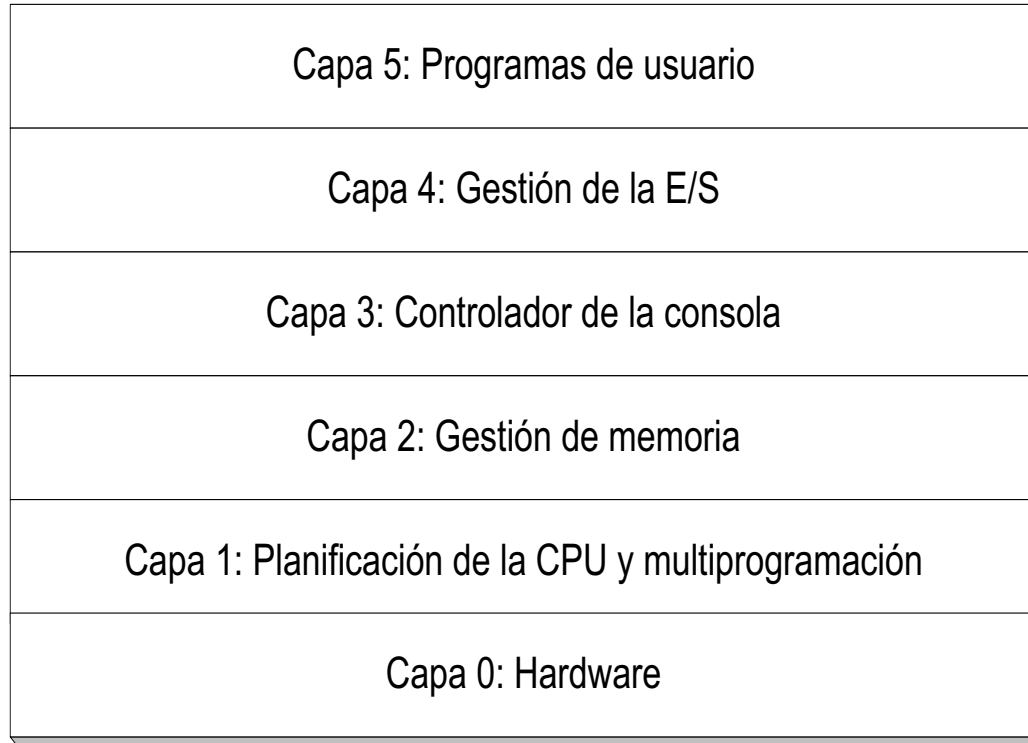 Capa 5: Programas de usuario
Capa 4: Gestión de la E/S
Capa 3: Controlador de la consola
Capa 2: Gestión de memoria
Capa 1: Planificación de la CPU y multiprogramación
Capa 0: Hardware